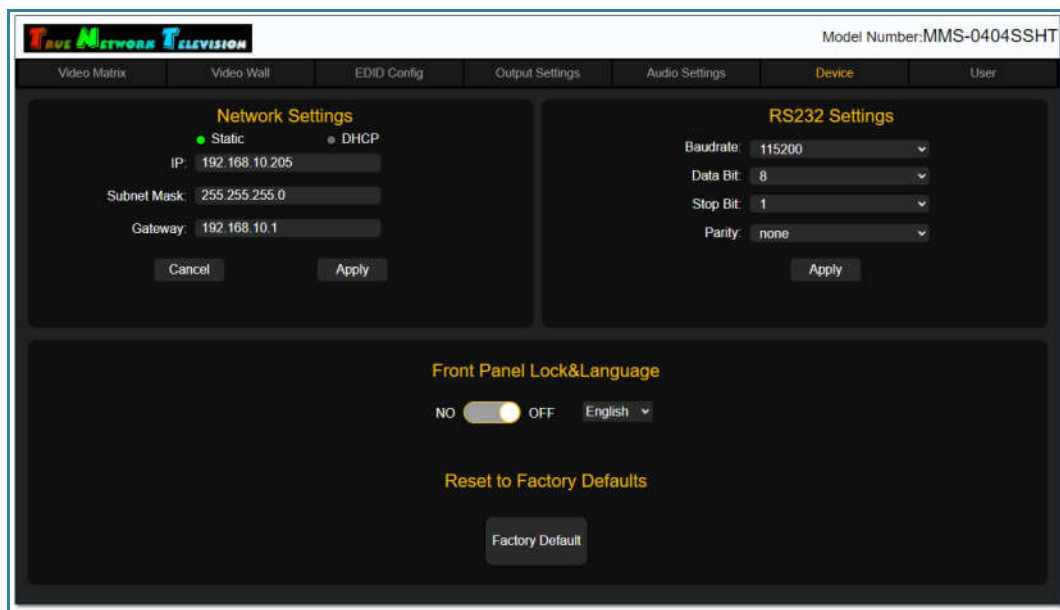 TRUE NETWORK TELEVISION
Model Number:MMS-0404SSHT
Video Matrix Video Wall EDID Config Output Settings Audio Settings Device User
Network Settings
Static DHCP
IP: 192.168.10.205
Subnet Mask: 255.255.255.0
Gateway: 192.168.10.1
Cancel Apply
RS232 Settings
Baudrate: 115200
Data Bit: 8
Stop Bit: 1
Parity: none
Apply
Front Panel Lock&Language
NO OFF English
Reset to Factory Defaults
Factory Default